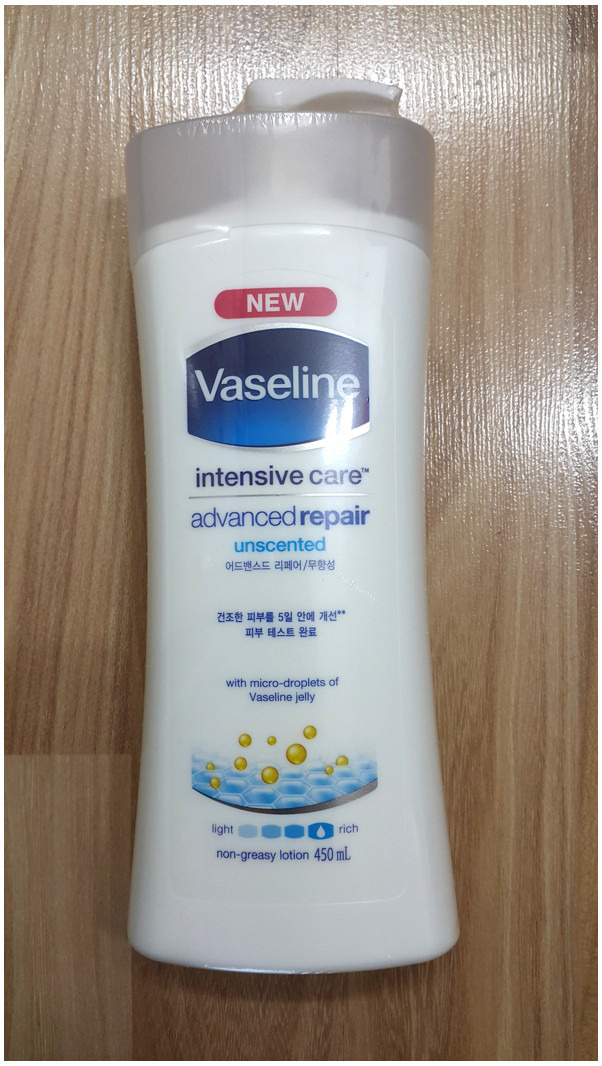 NEW
Vaseline
intensive care™
advanced repair
unscented
어드밴스드 리페어/무향성
건조한 피부를 5일 안에 개선**
피부 테스트 완료
with micro-droplets of
Vaseline jelly
light rich
non-greasy lotion 450 mL